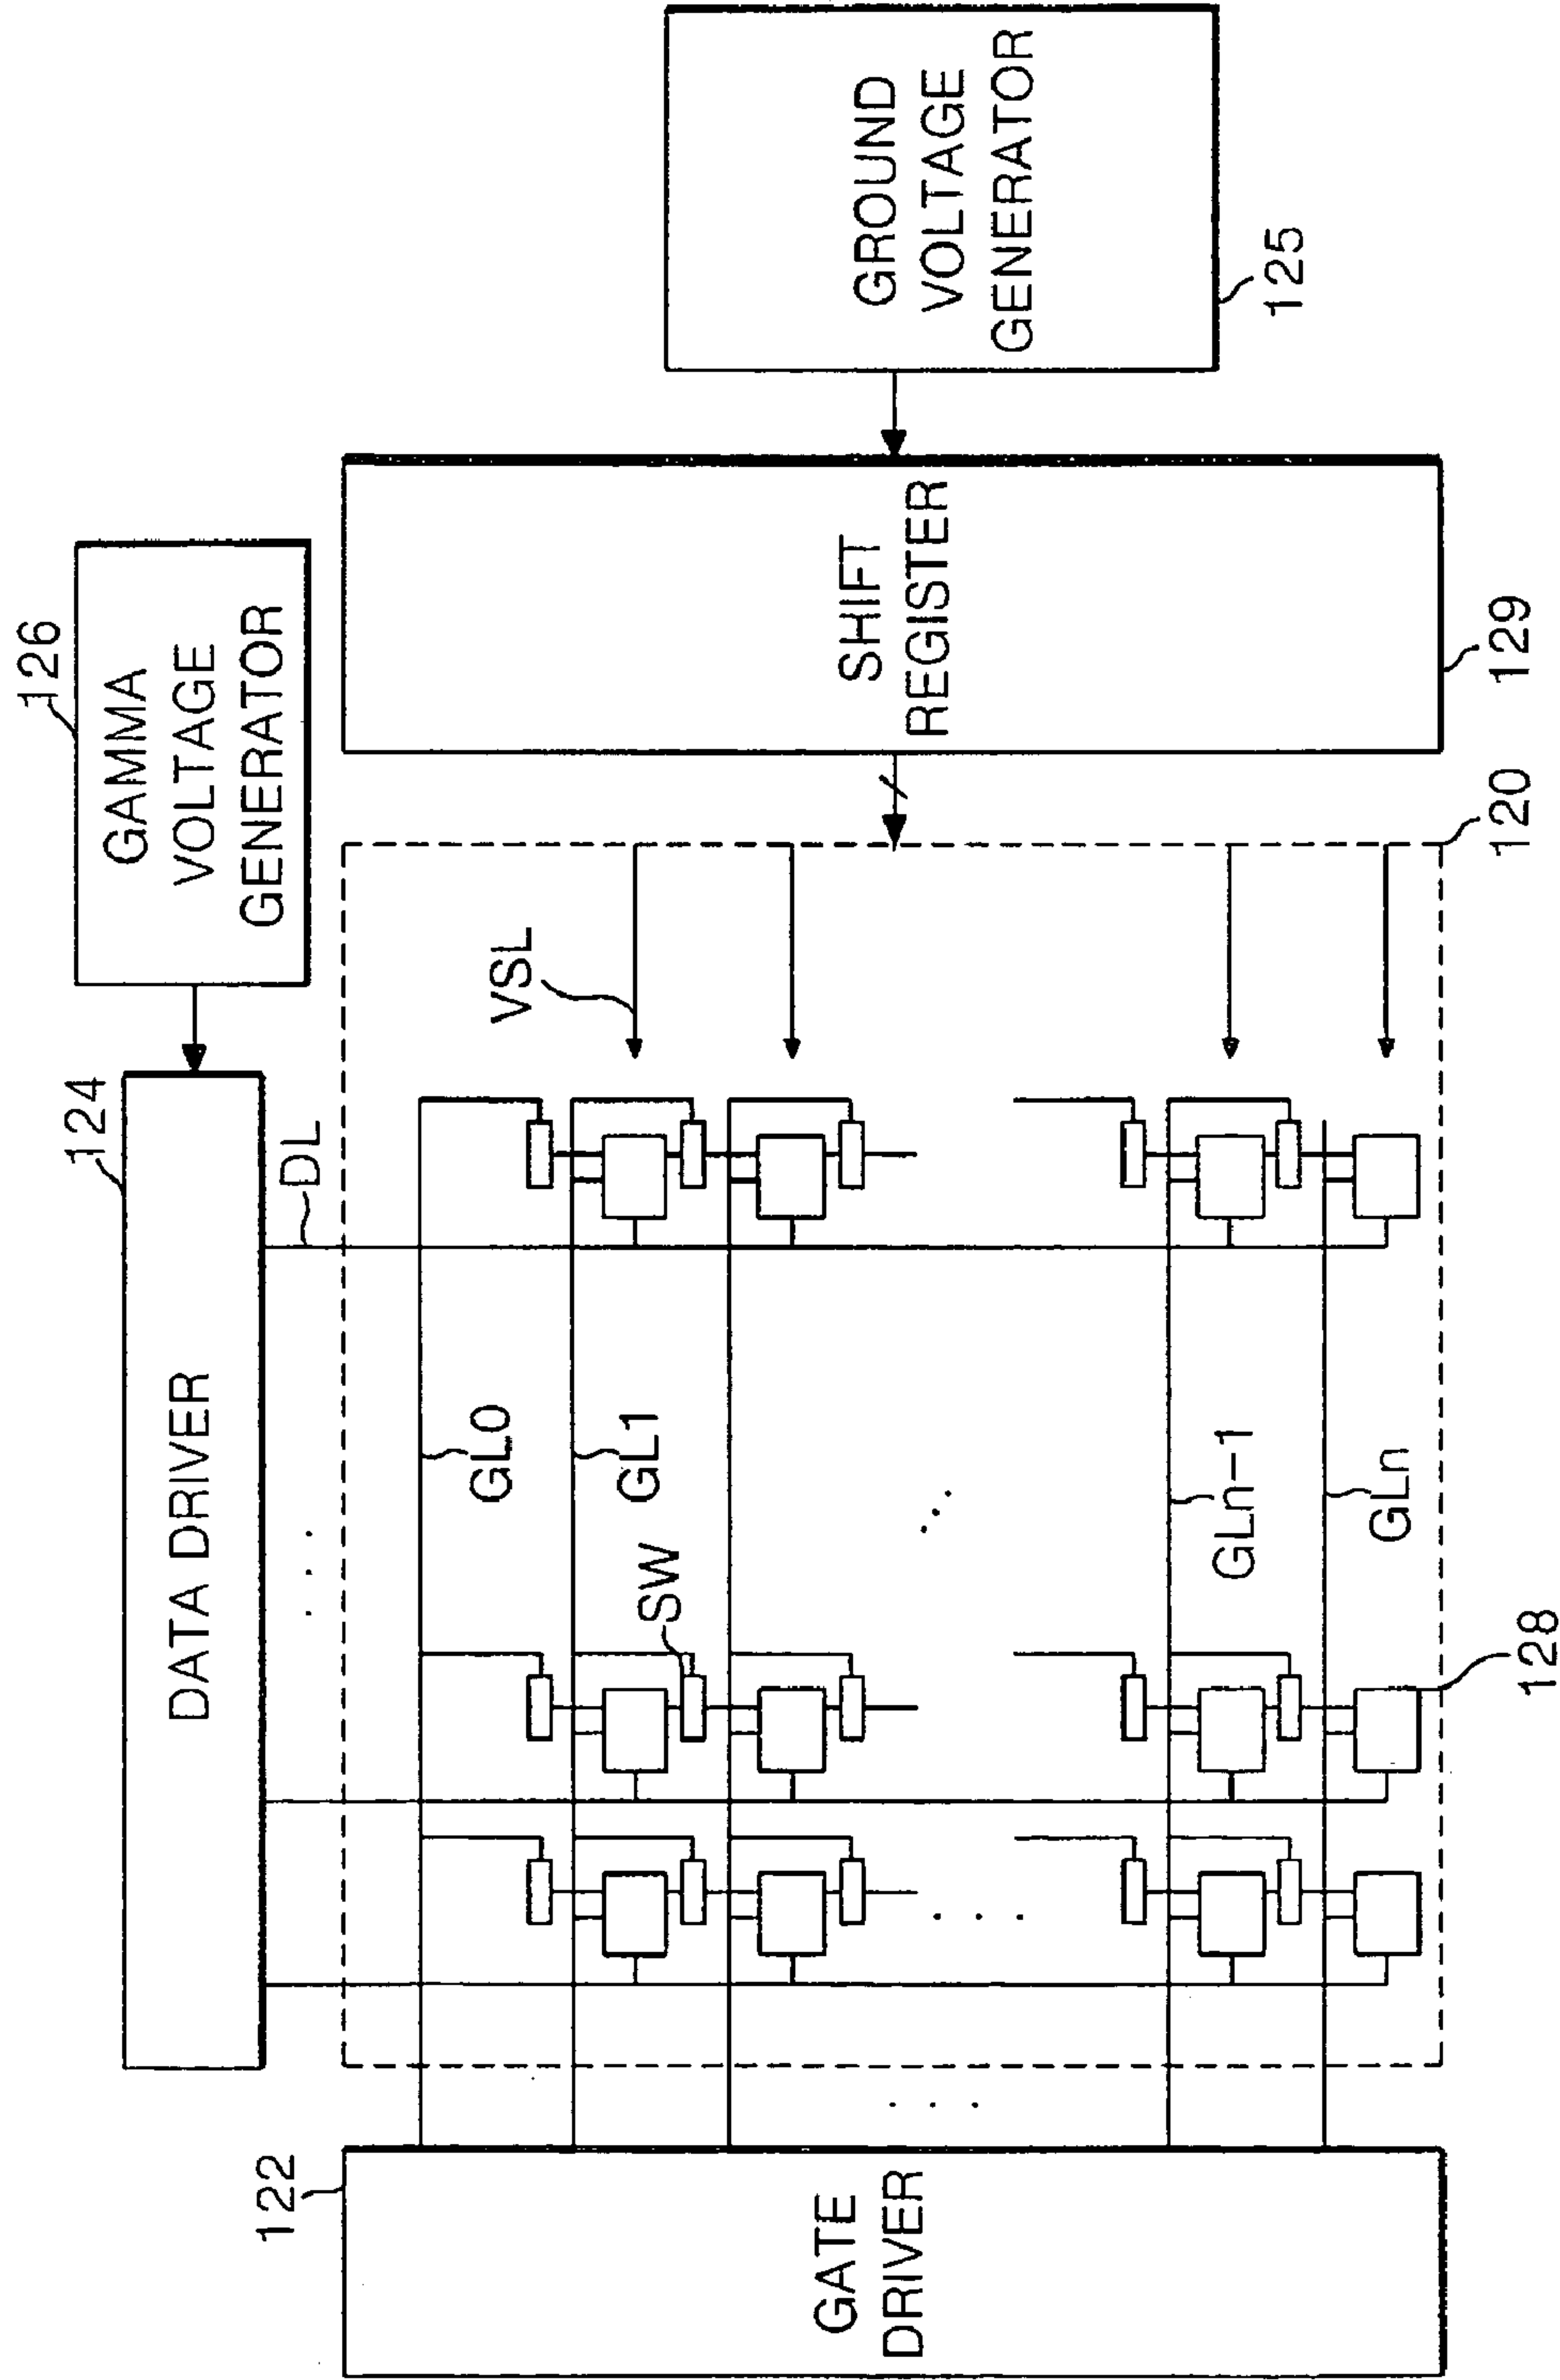 126
GAMMA
VOLTAGE
GENERATOR
124
DATA DRIVER
DL
122
GATE
DRIVER
GL0
GL1
SW
VSL
GLn-1
GLn
128
120
SHIFT
REGISTER
129
GROUND
VOLTAGE
GENERATOR
125